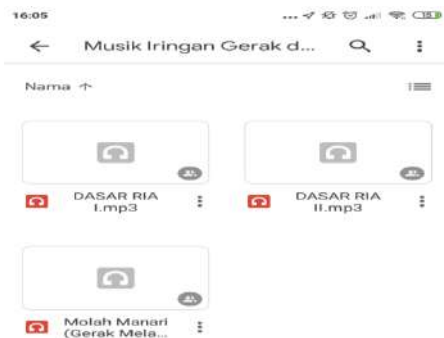 16:05
Musik Iringan Gerak d...
Nama ↑
DASAR RIA
I.mp3
DASAR RIA
II.mp3
Molah Manari
(Gerak Mela...